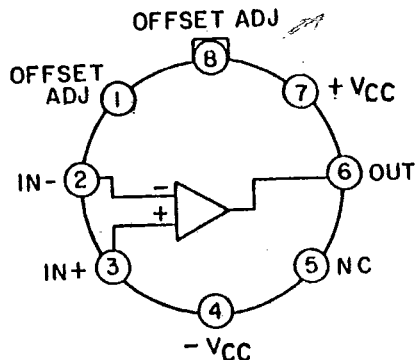 OFFSET ADJ
8
OFFSET
ADJ
1
7
+ VCC
IN-
2
-
+
6
OUT
IN+
3
5
NC
4
- VCC